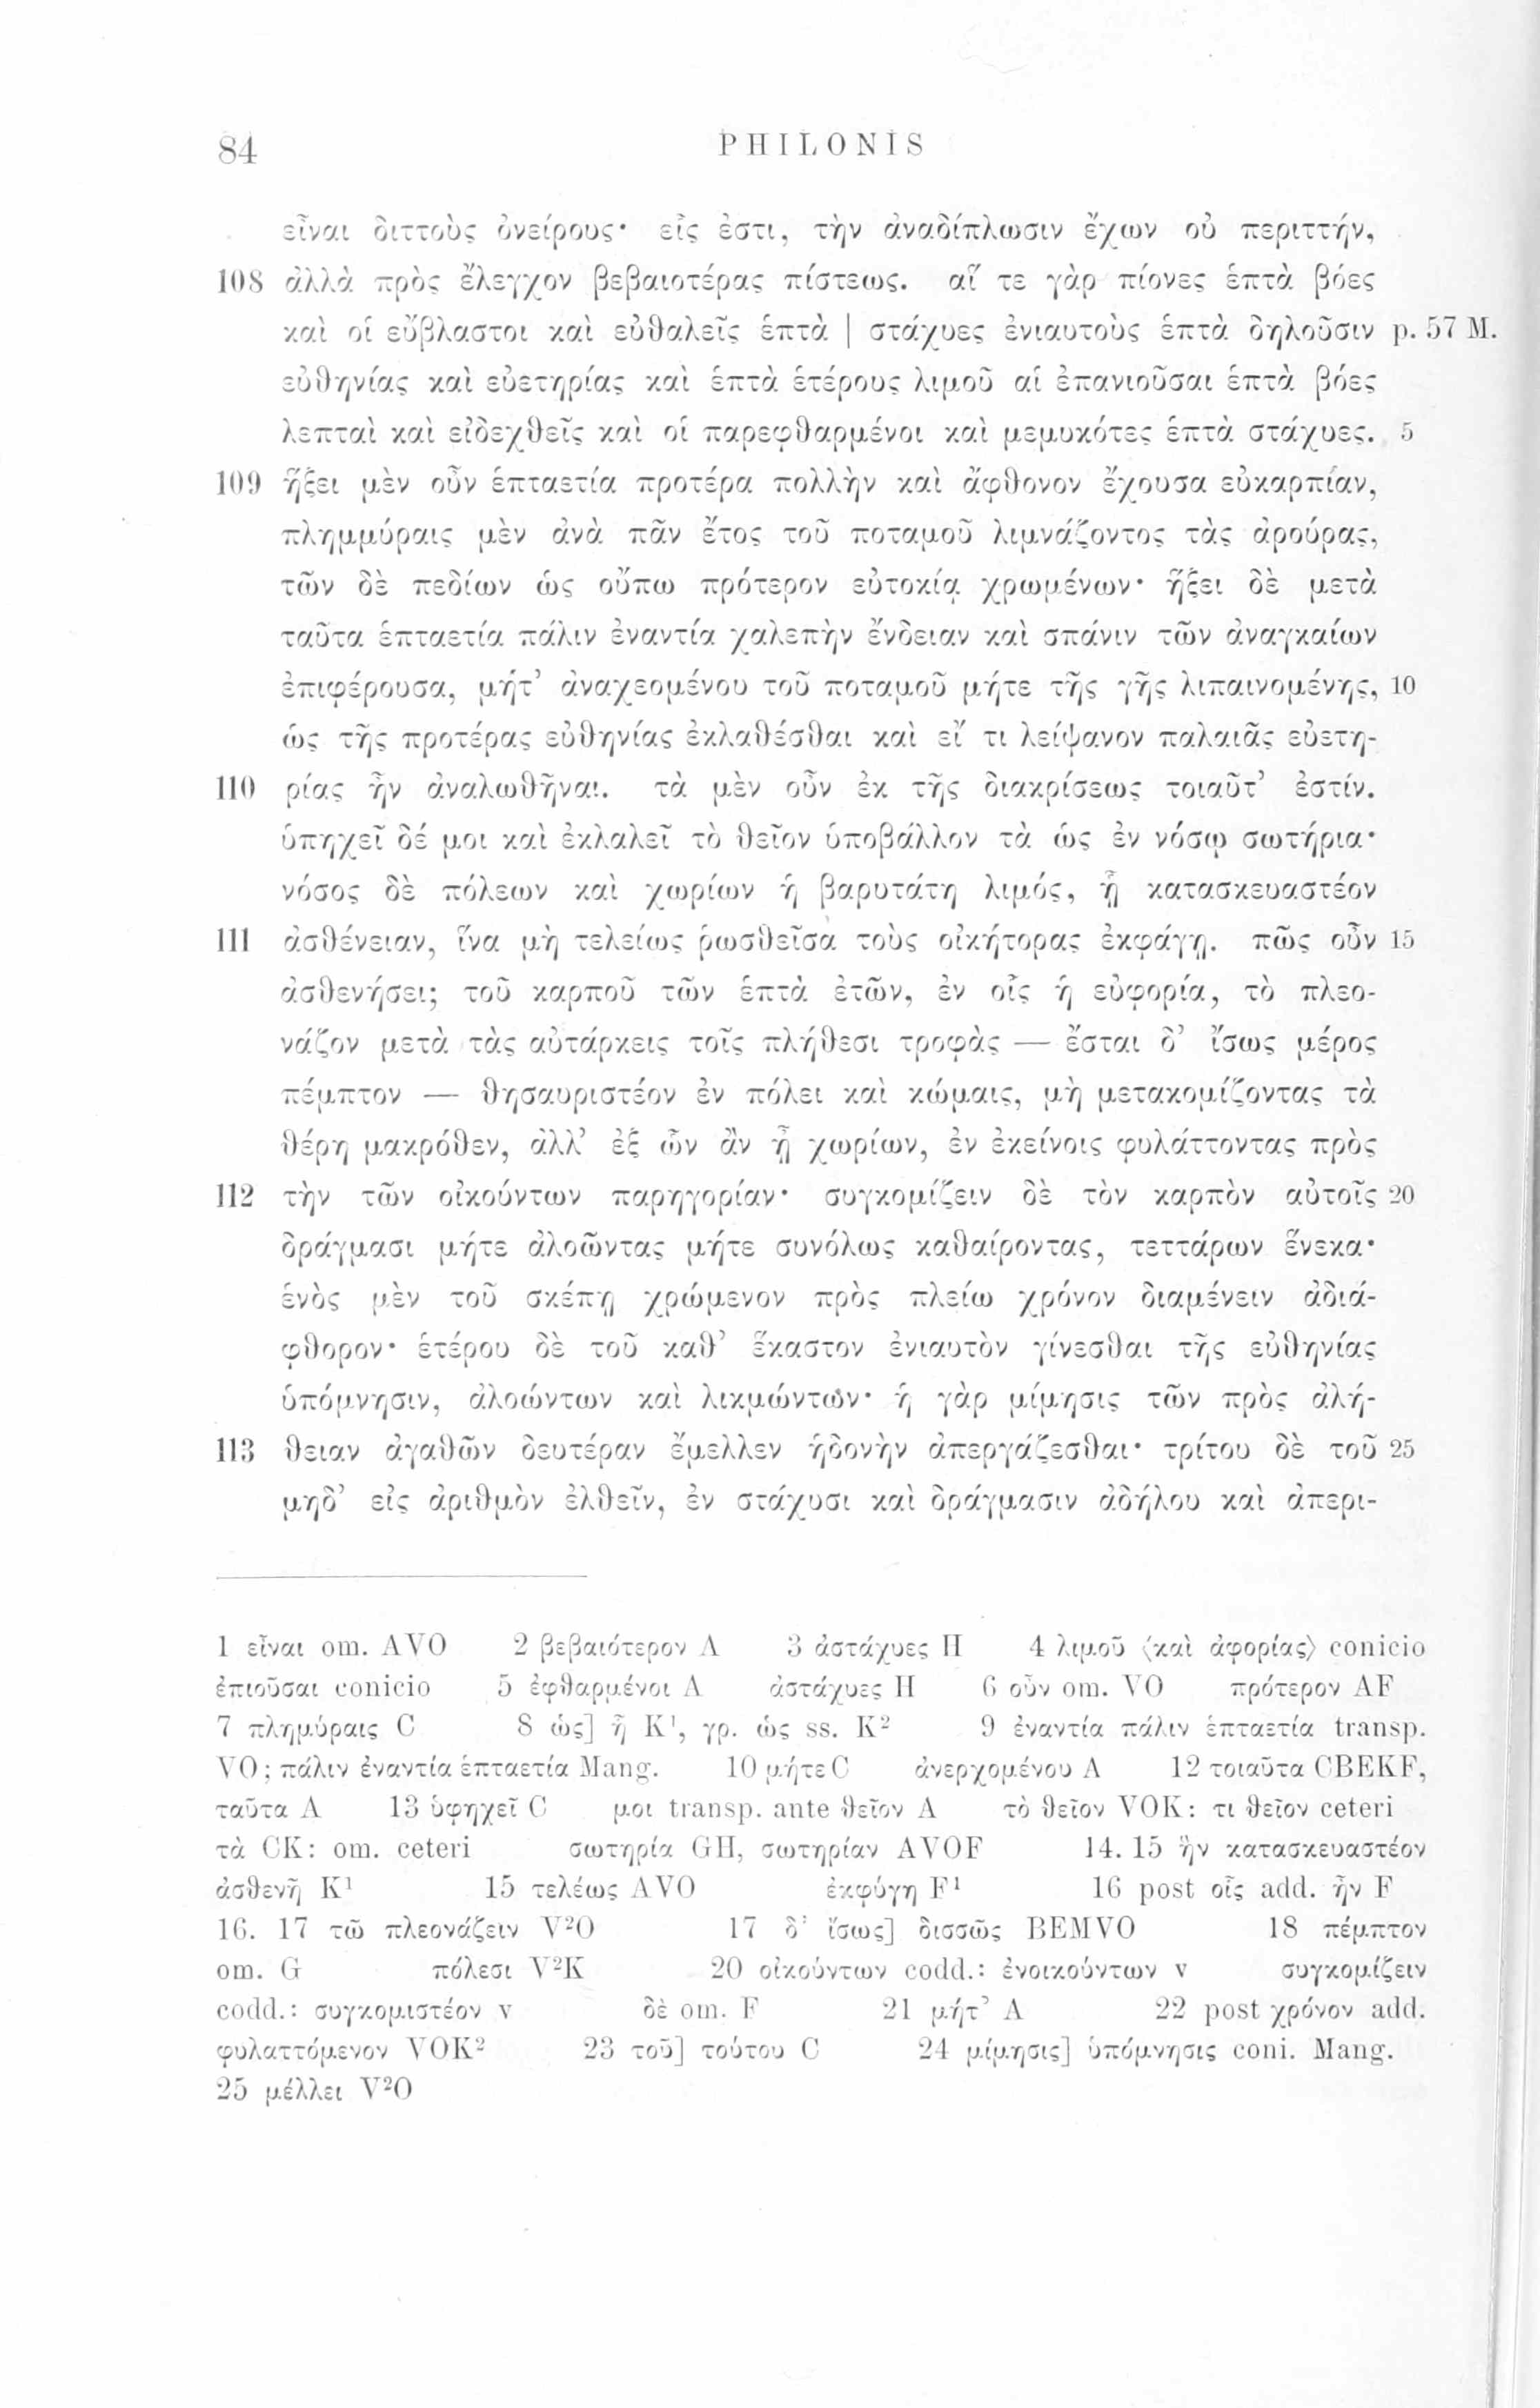 84 PHILONIS
εἶναι διττοὺς ὀνείρους· εἷς ἐστι, τὴν ἀναδίπλωσιν ἔχων οὐ περιττήν,
108 ἀλλὰ πρὸς ἔλεγχον βεβαιοτέρας πίστεως. αἵ τε γὰρ πίονες ἑπτὰ βόες
καὶ οἱ εὔβλαστοι καὶ εὐθαλεῖς ἑπτὰ | στάχυες ἐνιαυτοὺς ἑπτὰ δηλοῦσιν p. 57 M.
εὐθηνίας καὶ εὐετηρίας καὶ ἑπτὰ ἑτέρους λιμοῦ αἱ ἐπανιοῦσαι ἑπτὰ βόες
λεπταὶ καὶ εἰδεχθεῖς καὶ οἱ παρεφθαρμένοι καὶ μεμυκότες ἑπτὰ στάχυες. 5
109 ἥξει μὲν οὖν ἑπταετία προτέρα πολλὴν καὶ ἄφθονον ἔχουσα εὐκαρπίαν,
πλημμύραις μὲν ἀνὰ πᾶν ἔτος τοῦ ποταμοῦ λιμνάζοντος τὰς ἀρούρας,
τῶν δὲ πεδίων ὡς οὔπω πρότερον εὐτοκίᾳ χρωμένων· ἥξει δὲ μετὰ
ταῦτα ἑπταετία πάλιν ἐναντία χαλεπὴν ἔνδειαν καὶ σπάνιν τῶν ἀναγκαίων
ἐπιφέρουσα, μήτ’ ἀναχεομένου τοῦ ποταμοῦ μήτε τῆς γῆς λιπαινομένης, 10
ὡς τῆς προτέρας εὐθηνίας ἐκλαθέσθαι καὶ εἴ τι λείψανον παλαιᾶς εὐετη-
110 ρίας ἦν ἀναλωθῆναι. τὰ μὲν οὖν ἐκ τῆς διακρίσεως τοιαῦτ’ ἐστίν.
ὑπηχεῖ δέ μοι καὶ ἐκλαλεῖ τὸ θεῖον ὑποβάλλον τὰ ὡς ἐν νόσῳ σωτήρια·
νόσος δὲ πόλεων καὶ χωρίων ἡ βαρυτάτη λιμός, ᾗ κατασκευαστέον
111 ἀσθένειαν, ἵνα μὴ τελείως ῥωσθεῖσα τοὺς οἰκήτορας ἐκφάγῃ. πῶς οὖν 15
ἀσθενήσει; τοῦ καρποῦ τῶν ἑπτὰ ἐτῶν, ἐν οἷς ἡ εὐφορία, τὸ πλεο-
νάζον μετὰ τὰς αὐτάρκεις τοῖς πλήθεσι τροφὰς — ἔσται δ’ ἴσως μέρος
πέμπτον — θησαυριστέον ἐν πόλει καὶ κώμαις, μὴ μετακομίζοντας τὰ
θέρη μακρόθεν, ἀλλ’ ἐξ ὧν ἂν ᾖ χωρίων, ἐν ἐκείνοις φυλάττοντας πρὸς
112 τὴν τῶν οἰκούντων παρηγορίαν· συγκομίζειν δὲ τὸν καρπὸν αὐτοῖς 20
δράγμασι μήτε ἀλοῶντας μήτε συνόλως καθαίροντας, τεττάρων ἕνεκα·
ἑνὸς μὲν τοῦ σκέπῃ χρώμενον πρὸς πλείω χρόνον διαμένειν ἀδιά-
φθορον· ἑτέρου δὲ τοῦ καθ’ ἕκαστον ἐνιαυτὸν γίνεσθαι τῆς εὐθηνίας
ὑπόμνησιν, ἀλοώντων καὶ λικμώντων· ἡ γὰρ μίμησις τῶν πρὸς ἀλή-
113 θειαν ἀγαθῶν δευτέραν ἔμελλεν ἡδονὴν ἀπεργάζεσθαι· τρίτου δὲ τοῦ 25
μηδ’ εἰς ἀριθμὸν ἐλθεῖν, ἐν στάχυσι καὶ δράγμασιν ἀδήλου καὶ ἀπερι-
1 εἶναι om. AVO 2 βεβαιότερον A 3 ἀστάχυες H 4 λιμοῦ ⟨καὶ ἀφορίας⟩ conicio
ἐπιοῦσαι conicio 5 ἐφθαρμένοι A ἀστάχυες H 6 οὖν om. VO πρότερον AF
7 πλημύραις C 8 ὡς] ἢ K¹, γρ. ὡς ss. K² 9 ἐναντία πάλιν ἑπταετία transp.
VO; πάλιν ἐναντία ἑπταετία Mang. 10 μήτε C ἀνερχομένου A 12 τοιαῦτα CBEKF,
ταῦτα A 13 ὑφηχεῖ C μοι transp. ante θεῖον A τὸ θεῖον VOK: τι θεῖον ceteri
τὰ CK: om. ceteri σωτηρία GH, σωτηρίαν AVOF 14. 15 ἣν κατασκευαστέον
ἀσθενῆ K¹ 15 τελέως AVO ἐκφύγη F¹ 16 post οἷς add. ἦν F
16. 17 τῶ πλεονάζειν V²O 17 δ’ ἴσως] δισσῶς BEMVO 18 πέμπτον
om. G πόλεσι V²K 20 οἰκούντων codd.: ἐνοικούντων v συγκομίζειν
codd.: συγκομιστέον v δὲ om. F 21 μήτ’ A 22 post χρόνον add.
φυλαττόμενον VOK² 23 τοῦ] τούτου C 24 μίμησις] ὑπόμνησις coni. Mang.
25 μέλλει V²O